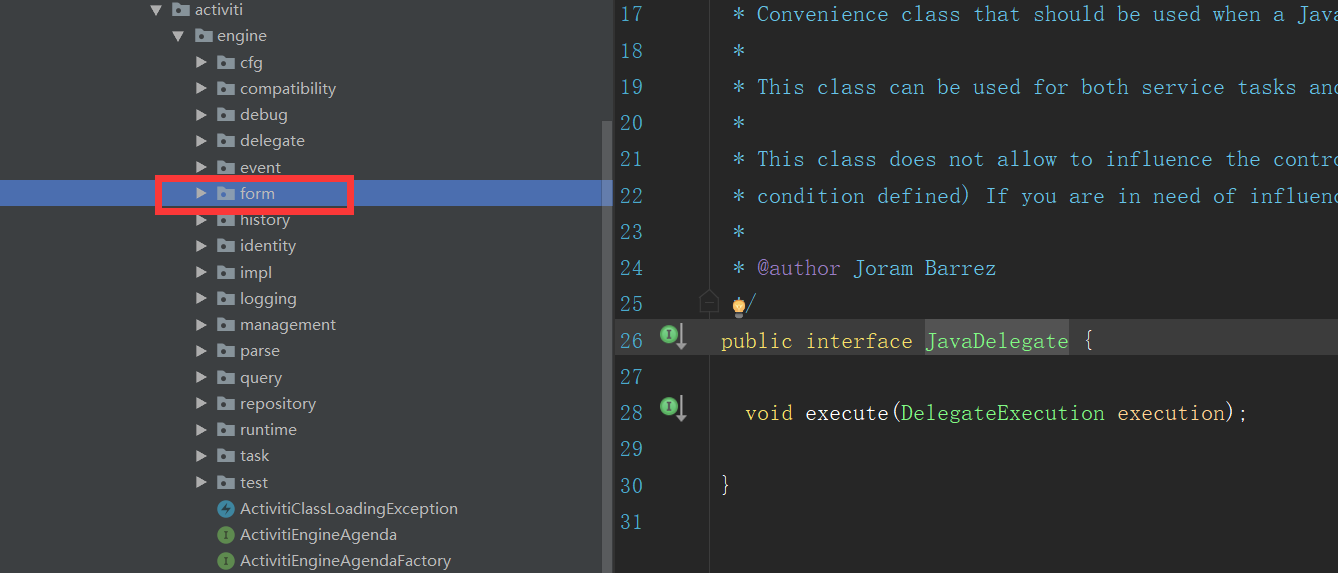 activiti
engine
cfg
compatibility
debug
delegate
event
form
history
identity
impl
logging
management
parse
query
repository
runtime
task
test
ActivitiClassLoadingException
ActivitiEngineAgenda
ActivitiEngineAgendaFactory
17 * Convenience class that should be used when a Jav
18 *
19 * This class can be used for both service tasks and
20 *
21 * This class does not allow to influence the contro
22 * condition defined) If you are in need of influen
23 *
24 * @author Joram Barrez
25 */
26 public interface JavaDelegate {
27
28 void execute(DelegateExecution execution);
29
30 }
31